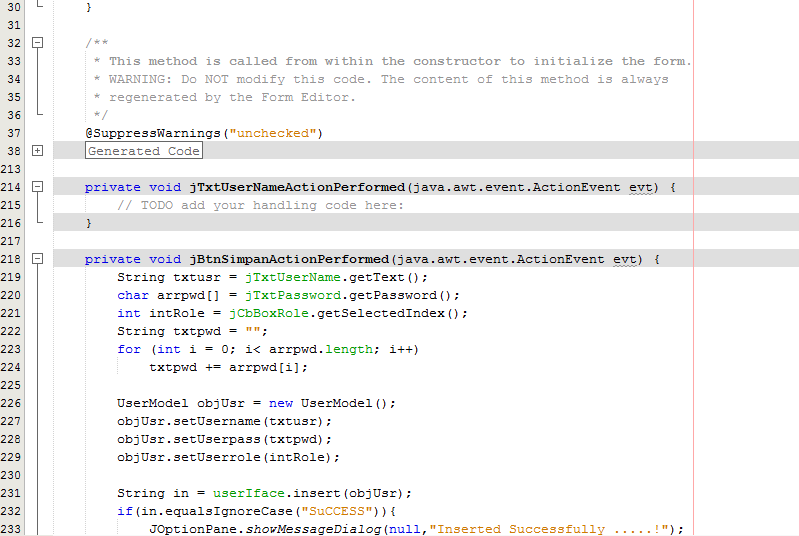 30 }
31
32 /**
33 * This method is called from within the constructor to initialize the form.
34 * WARNING: Do NOT modify this code. The content of this method is always
35 * regenerated by the Form Editor.
36 */
37 @SuppressWarnings("unchecked")
38 Generated Code
213
214 private void jTxtUserNameActionPerformed(java.awt.event.ActionEvent evt) {
215 // TODO add your handling code here:
216 }
217
218 private void jBtnSimpanActionPerformed(java.awt.event.ActionEvent evt) {
219 String txtusr = jTxtUserName.getText();
220 char arrpwd[] = jTxtPassword.getPassword();
221 int intRole = jCbBoxRole.getSelectedIndex();
222 String txtpwd = "";
223 for (int i = 0; i< arrpwd.length; i++)
224 txtpwd += arrpwd[i];
225
226 UserModel objUsr = new UserModel();
227 objUsr.setUsername(txtusr);
228 objUsr.setUserpass(txtpwd);
229 objUsr.setUserrole(intRole);
230
231 String in = userIface.insert(objUsr);
232 if(in.equalsIgnoreCase("SuCCESS")){
233 JOptionPane.showMessageDialog(null,"Inserted Successfully .....!");